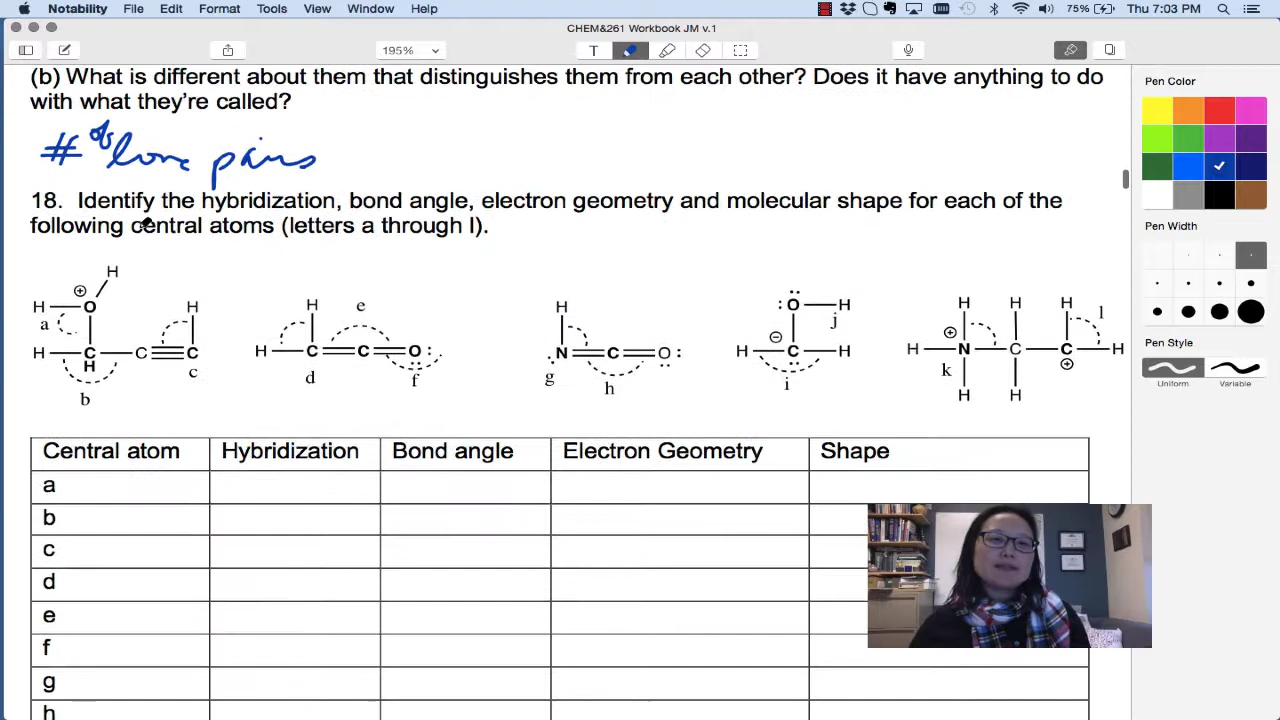 Notability File Edit Format Tools View Window Help 75% Thu 7:03 PM
CHEM&261 Workbook JM v.1
195% T
(b) What is different about them that distinguishes them from each other? Does it have anything to do
with what they're called?
# of lone pairs
18. Identify the hybridization, bond angle, electron geometry and molecular shape for each of the
following central atoms (letters a through l).
H
H O H
a
H H C C
b c
H e
H C C O :
d f
H
N C O :
g h
: O H
j
H C H
i
H H H l
H N C C H
k
H H
Central atom Hybridization Bond angle Electron Geometry Shape
a
b
c
d
e
f
g
h
Pen Color
Pen Width
Pen Style
Uniform Variable